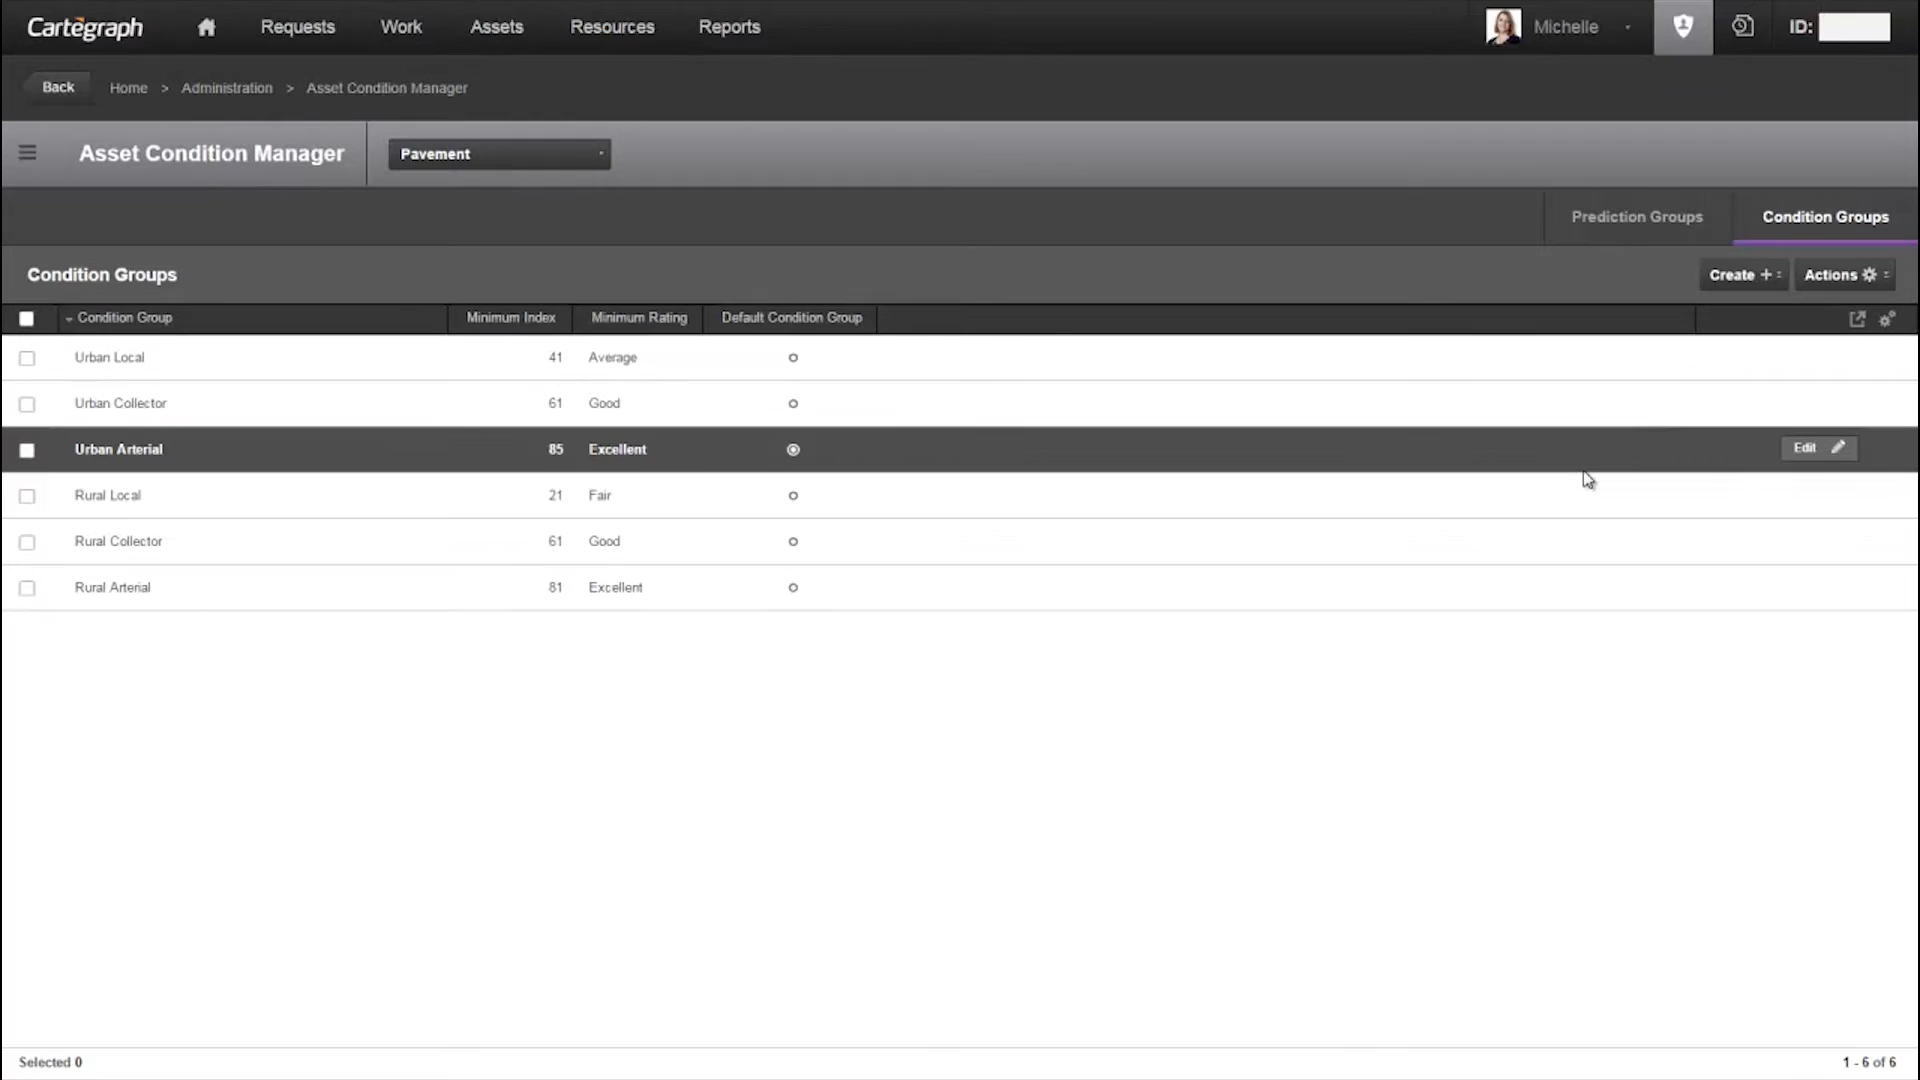 Cartegraph Requests Work Assets Resources Reports Michelle ID:
Back Home > Administration > Asset Condition Manager
Asset Condition Manager Pavement
Prediction Groups Condition Groups
Condition Groups Create + Actions
Condition Group Minimum Index Minimum Rating Default Condition Group
Urban Local 41 Average
Urban Collector 61 Good
Urban Arterial 85 Excellent Edit
Rural Local 21 Fair
Rural Collector 61 Good
Rural Arterial 81 Excellent
Selected 0 1 - 6 of 6